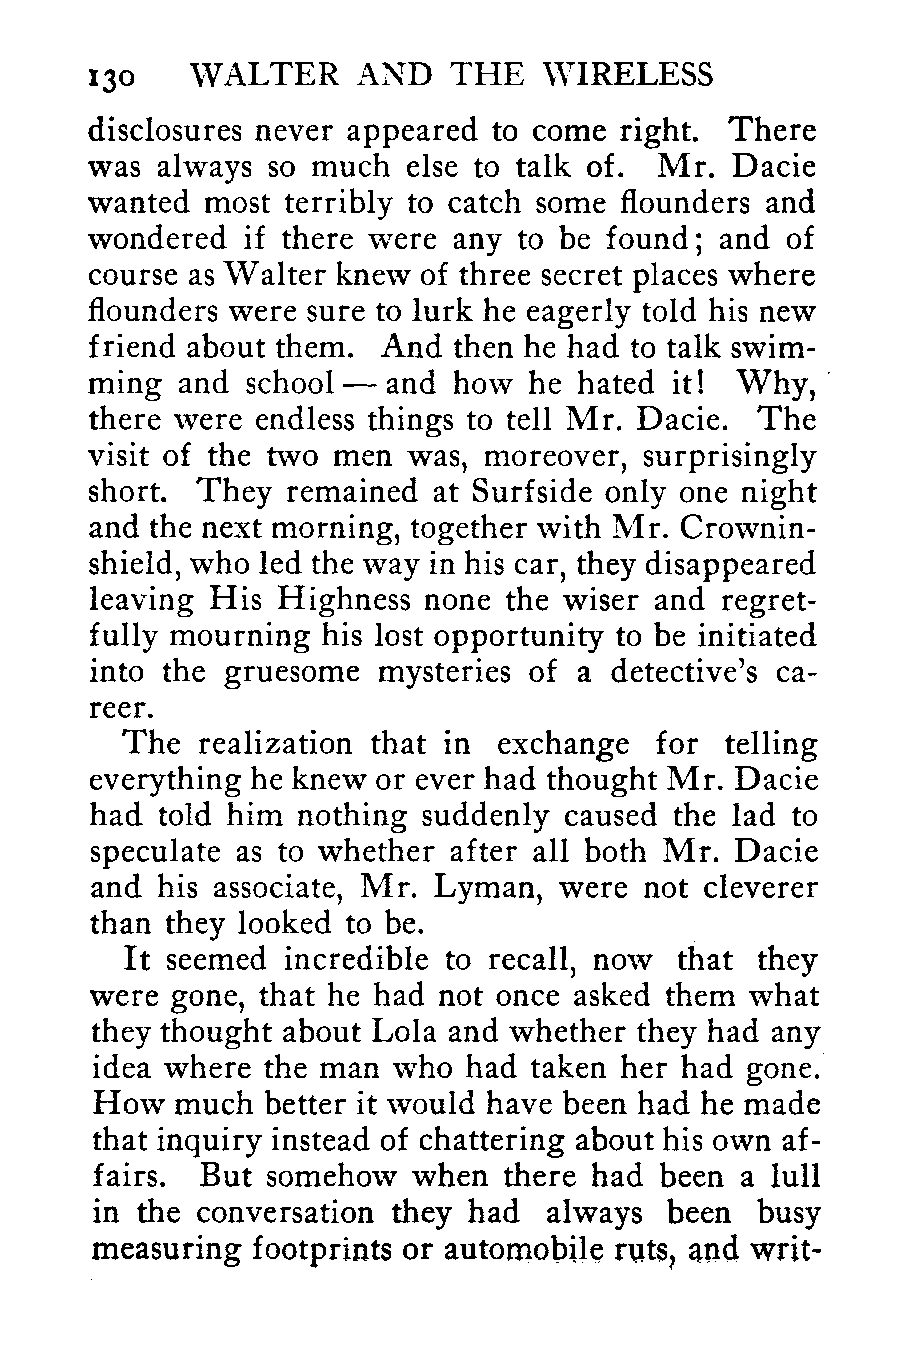 130 WALTER AND THE WIRELESS
disclosures never appeared to come right. There
was always so much else to talk of. Mr. Dacie
wanted most terribly to catch some flounders and
wondered if there were any to be found; and of
course as Walter knew of three secret places where
flounders were sure to lurk he eagerly told his new
friend about them. And then he had to talk swim-
ming and school — and how he hated it! Why,
there were endless things to tell Mr. Dacie. The
visit of the two men was, moreover, surprisingly
short. They remained at Surfside only one night
and the next morning, together with Mr. Crownin-
shield, who led the way in his car, they disappeared
leaving His Highness none the wiser and regret-
fully mourning his lost opportunity to be initiated
into the gruesome mysteries of a detective's ca-
reer.
The realization that in exchange for telling
everything he knew or ever had thought Mr. Dacie
had told him nothing suddenly caused the lad to
speculate as to whether after all both Mr. Dacie
and his associate, Mr. Lyman, were not cleverer
than they looked to be.
It seemed incredible to recall, now that they
were gone, that he had not once asked them what
they thought about Lola and whether they had any
idea where the man who had taken her had gone.
How much better it would have been had he made
that inquiry instead of chattering about his own af-
fairs. But somehow when there had been a lull
in the conversation they had always been busy
measuring footprints or automobile ruts, and writ-